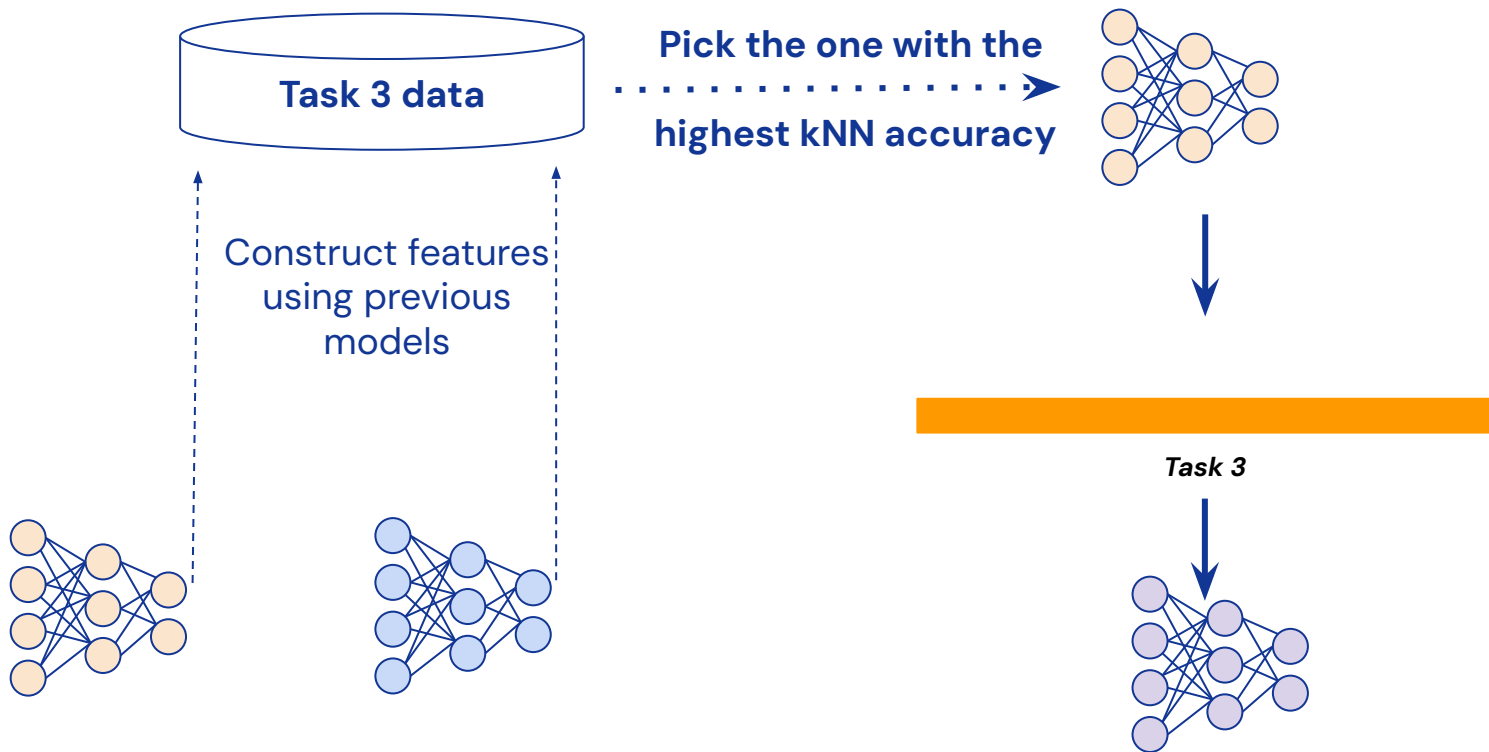 Task 3 data
Pick the one with the
highest kNN accuracy
Construct features
using previous
models
Task 3